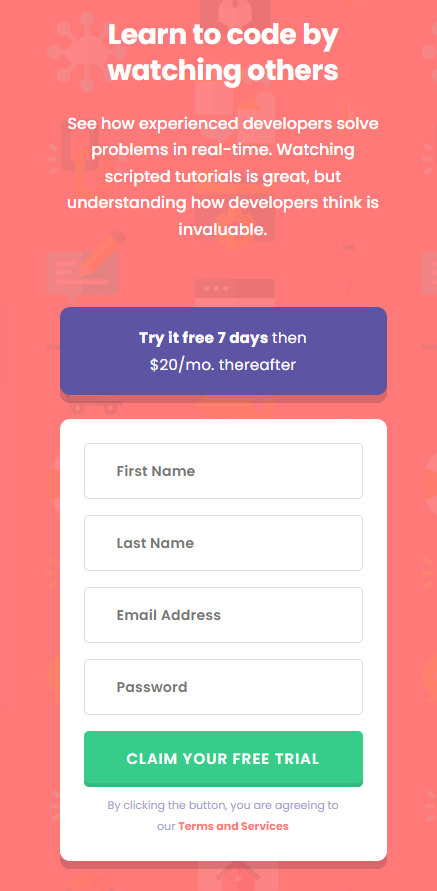 Learn to code by
watching others
See how experienced developers solve
problems in real-time. Watching
scripted tutorials is great, but
understanding how developers think is
invaluable.
Try it free 7 days then
$20/mo. thereafter
First Name
Last Name
Email Address
Password
CLAIM YOUR FREE TRIAL
By clicking the button, you are agreeing to
our Terms and Services